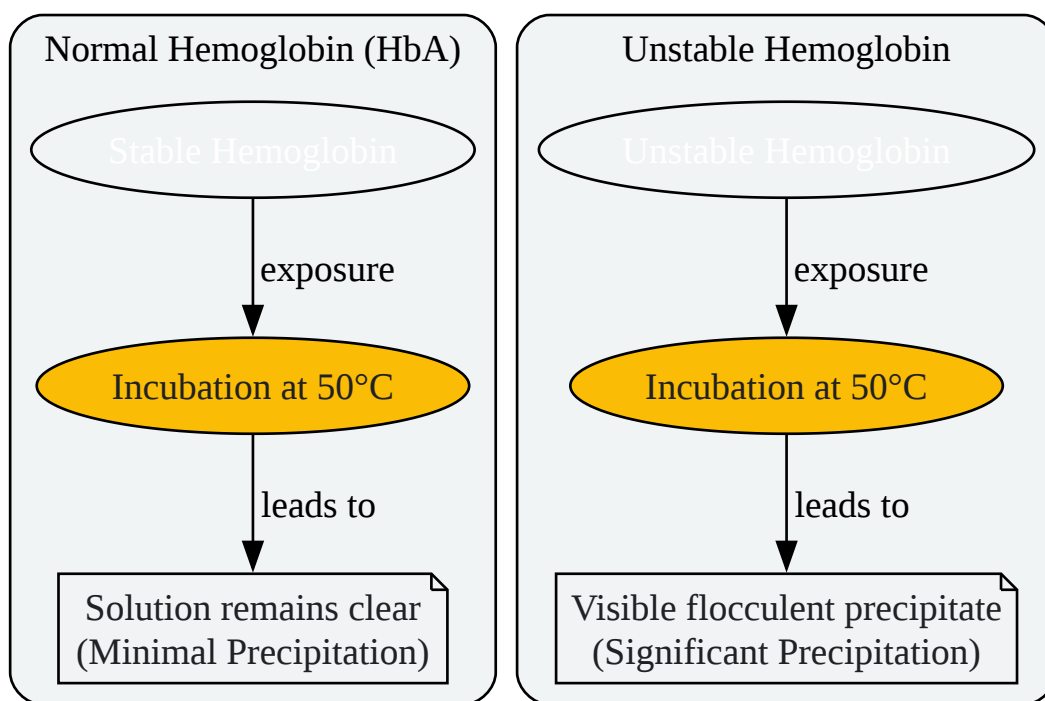 Normal Hemoglobin (HbA)
Stable Hemoglobin
exposure
Incubation at 50°C
leads to
Solution remains clear
(Minimal Precipitation)
Unstable Hemoglobin
Unstable Hemoglobin
exposure
Incubation at 50°C
leads to
Visible flocculent precipitate
(Significant Precipitation)